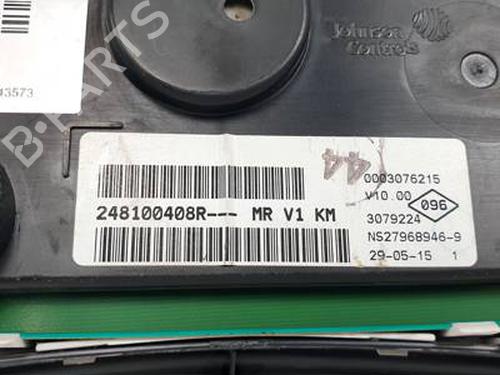 Johnson
Controls
43573
B-PARTS
44
0003076215
V10.00
096
248100408R--- MR V1 KM
3079224
NS27968946-9
29-05-15 1